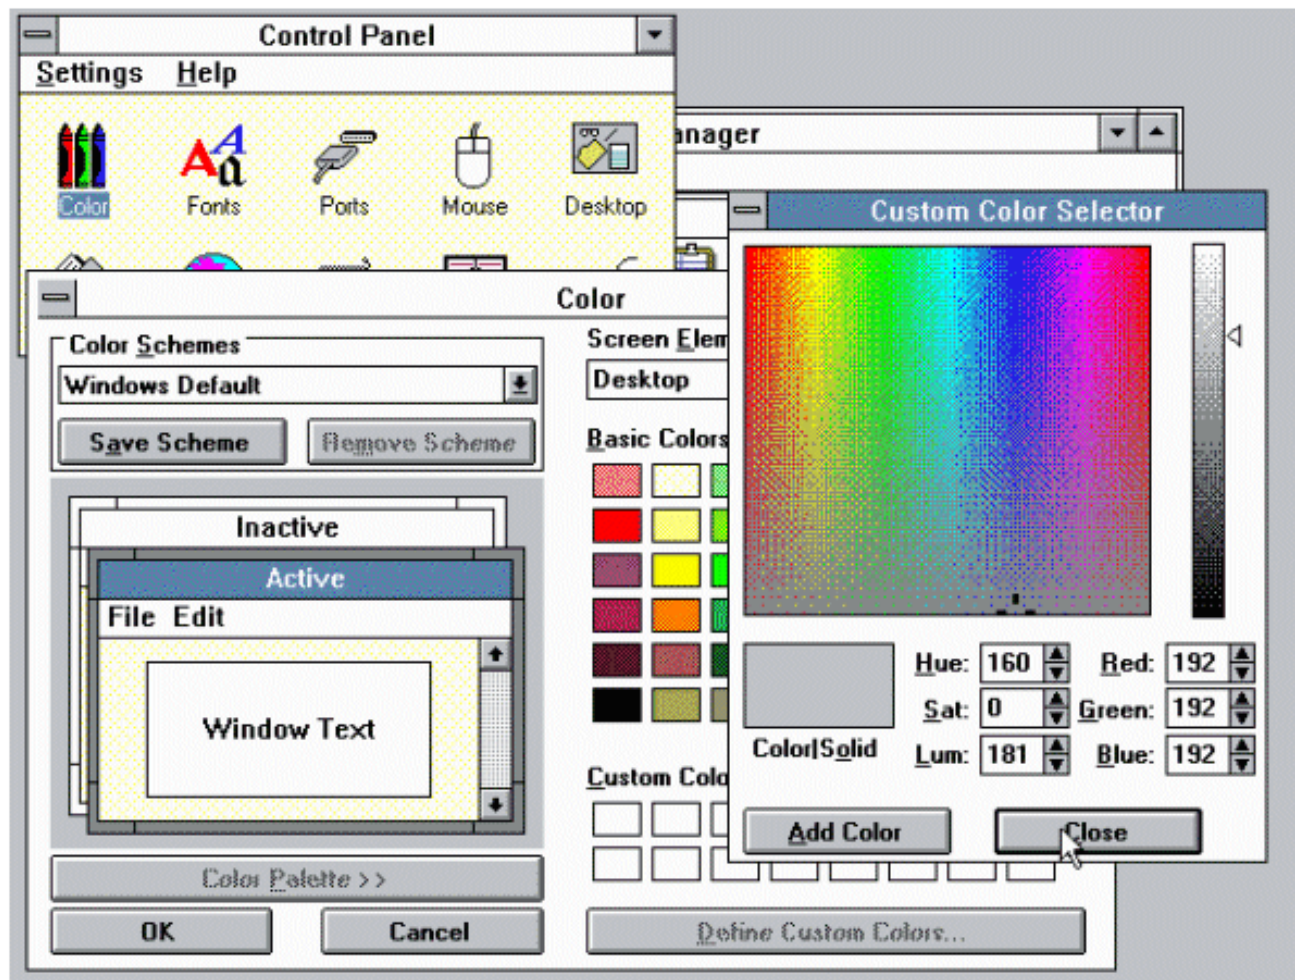 Control Panel
Settings Help
Color Fonts Ports Mouse Desktop
anager
Custom Color Selector
Color
Color Schemes
Windows Default
Save Scheme Remove Scheme
Inactive
Active
File Edit
Window Text
Color Palette >>
OK Cancel
Screen Elem
Desktop
Basic Colors
Custom Colo
Define Custom Colors...
Color|Solid
Hue: 160 Red: 192
Sat: 0 Green: 192
Lum: 181 Blue: 192
Add Color Close